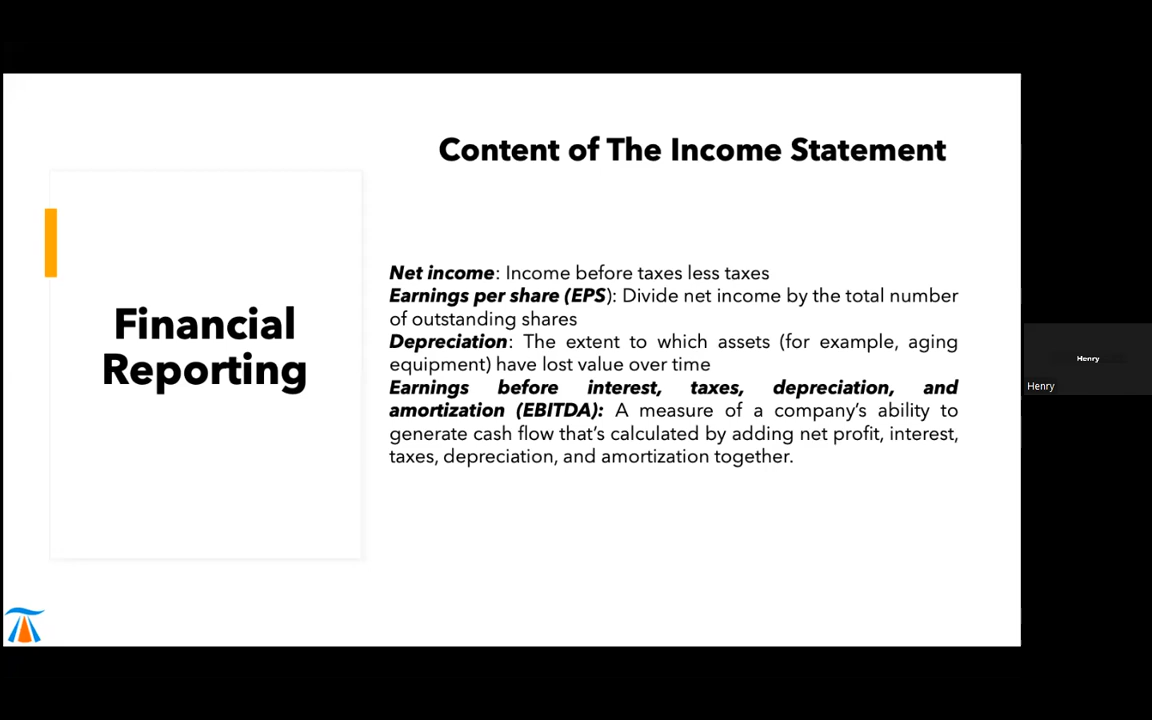 Content of The Income Statement
Financial
Reporting
Net income: Income before taxes less taxes
Earnings per share (EPS): Divide net income by the total number
of outstanding shares
Depreciation: The extent to which assets (for example, aging
equipment) have lost value over time
Earnings before interest, taxes, depreciation, and
amortization (EBITDA): A measure of a company’s ability to
generate cash flow that’s calculated by adding net profit, interest,
taxes, depreciation, and amortization together.
Henry
Henry